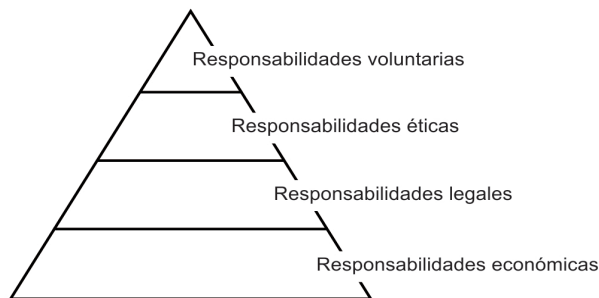 Responsabilidades voluntarias
Responsabilidades éticas
Responsabilidades legales
Responsabilidades económicas